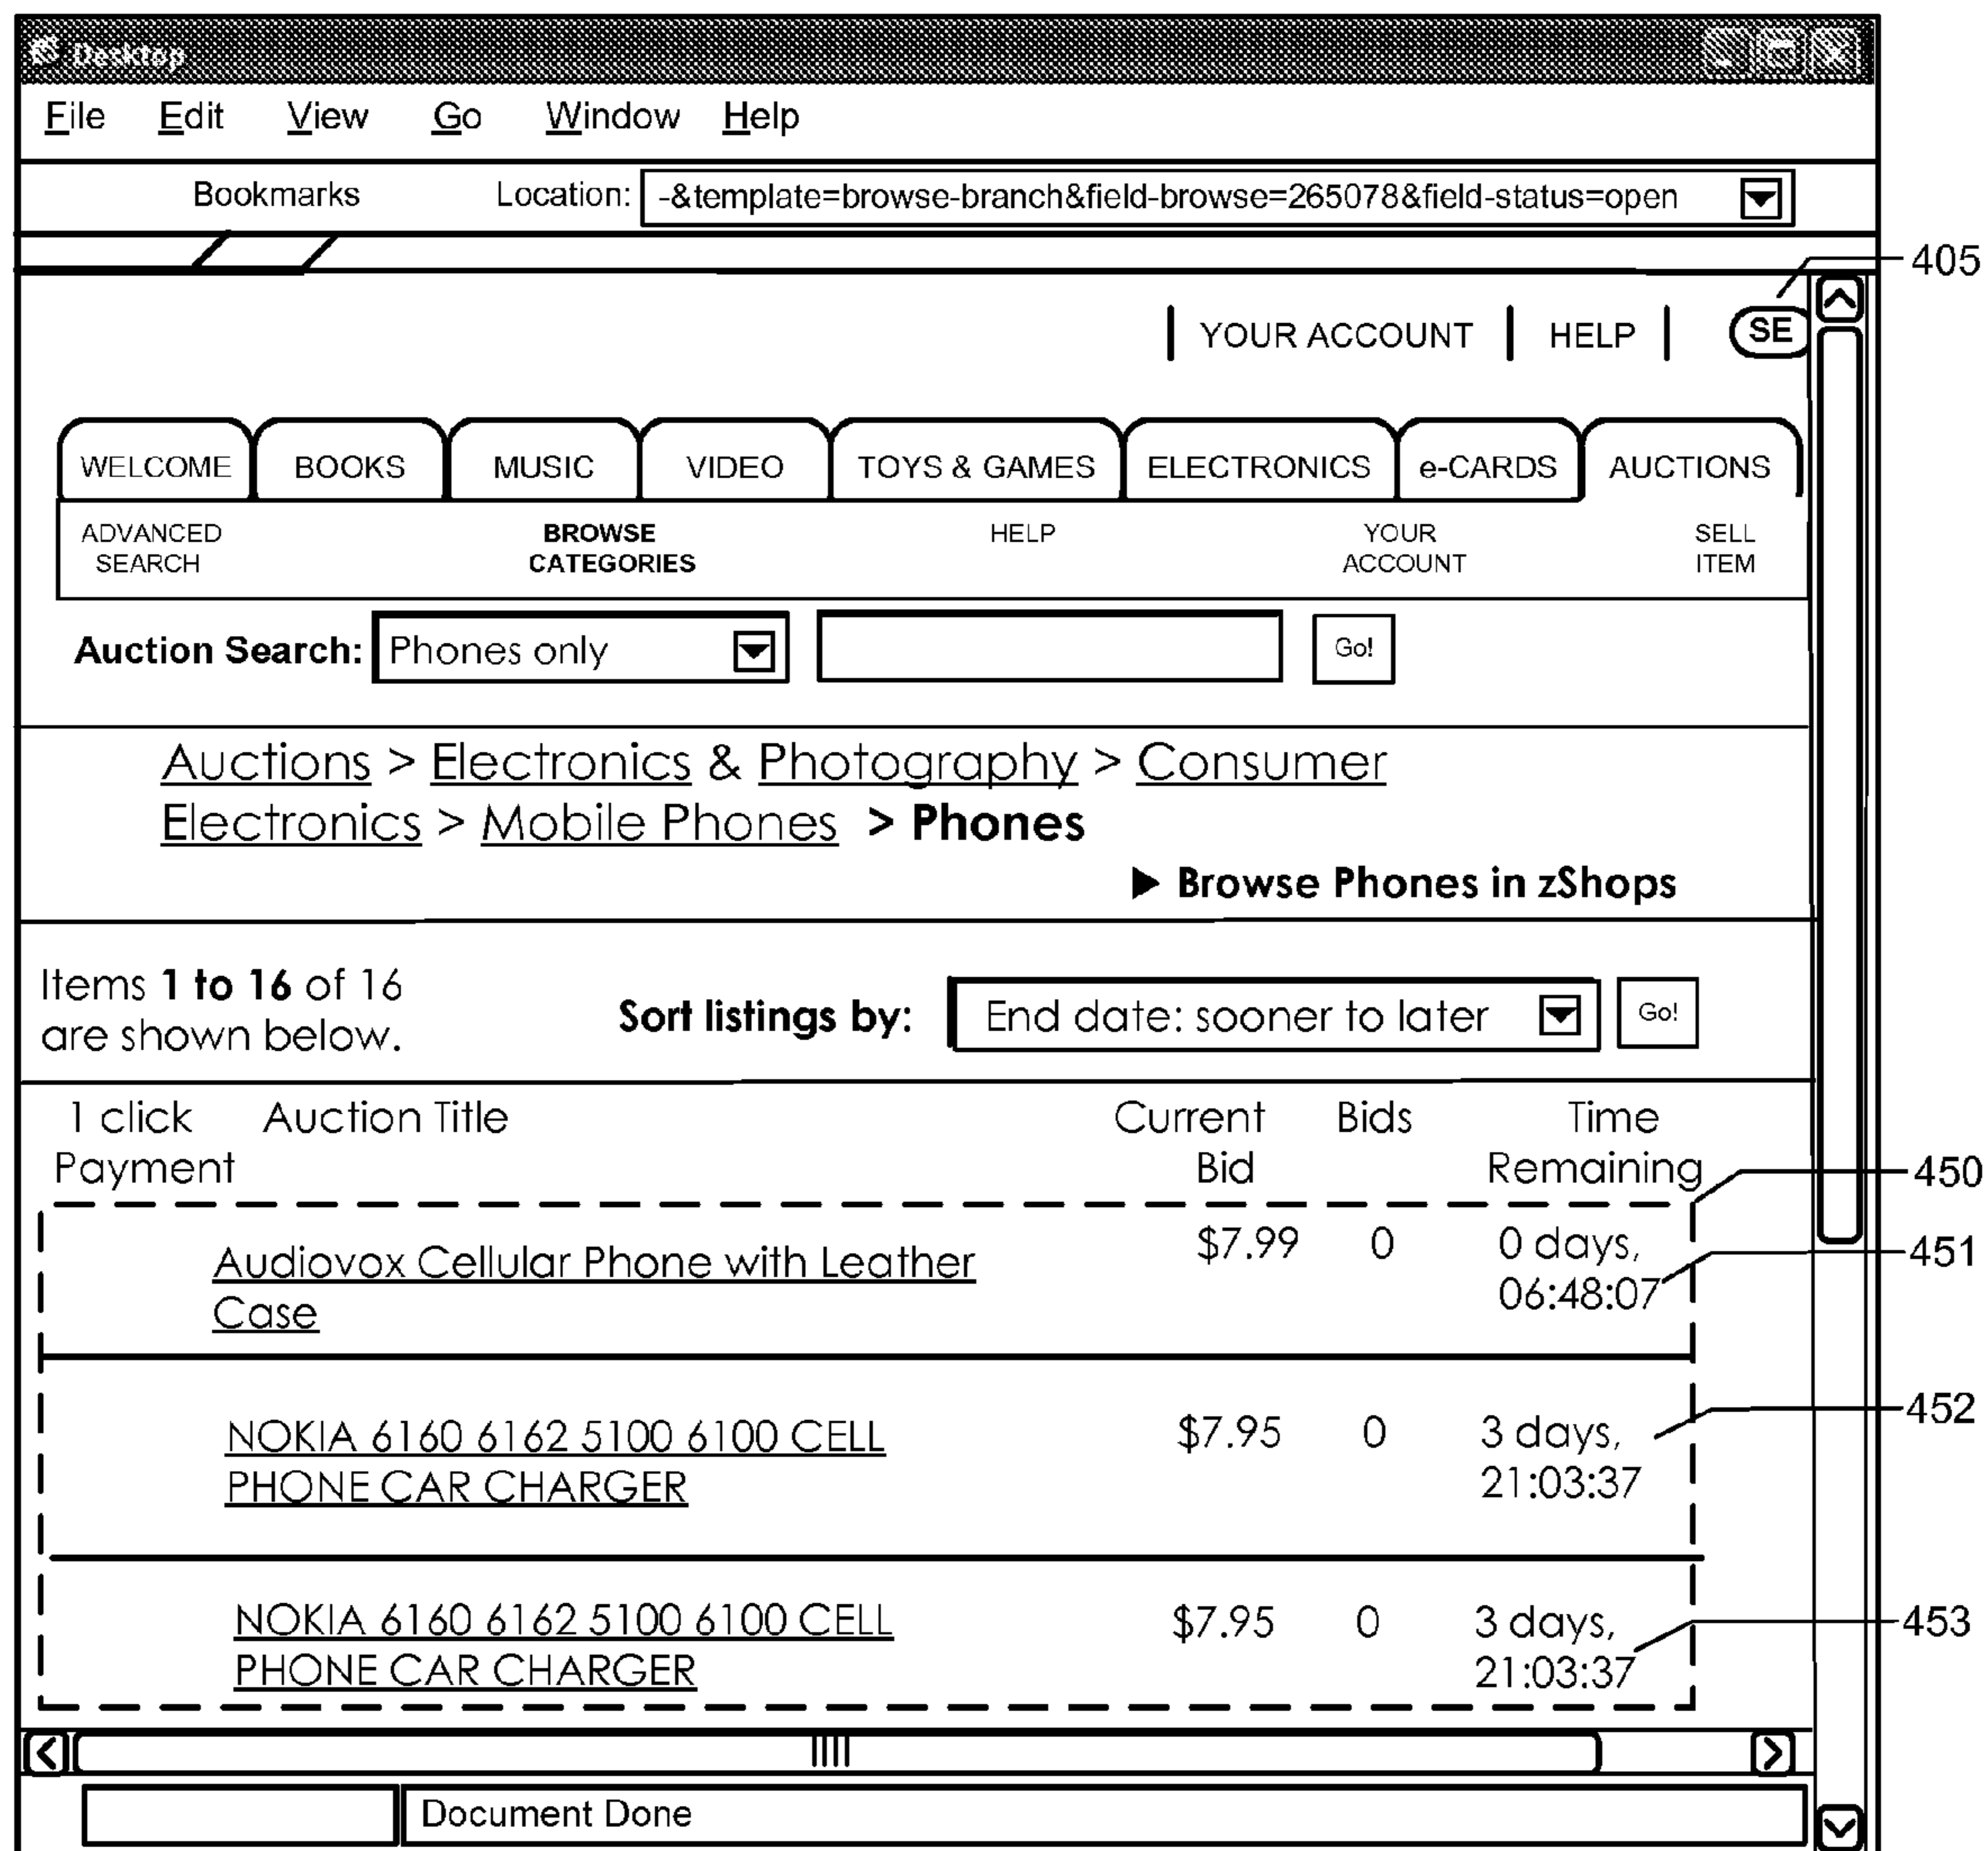 Desktop
File Edit View Go Window Help
Bookmarks Location: -&template=browse-branch&field-browse=265078&field-status=open
405
YOUR ACCOUNT | HELP | SE
WELCOME BOOKS MUSIC VIDEO TOYS & GAMES ELECTRONICS e-CARDS AUCTIONS
ADVANCED BROWSE HELP YOUR SELL
SEARCH CATEGORIES ACCOUNT ITEM
Auction Search: Phones only Go!
Auctions > Electronics & Photography > Consumer
Electronics > Mobile Phones > Phones
▶ Browse Phones in zShops
Items 1 to 16 of 16
are shown below.
Sort listings by: End date: sooner to later Go!
1 click Auction Title Current Bids Time
Payment Bid Remaining
450
Audiovox Cellular Phone with Leather $7.99 0 0 days,
Case 06:48:07
451
NOKIA 6160 6162 5100 6100 CELL $7.95 0 3 days,
PHONE CAR CHARGER 21:03:37
452
NOKIA 6160 6162 5100 6100 CELL $7.95 0 3 days,
PHONE CAR CHARGER 21:03:37
453
Document Done